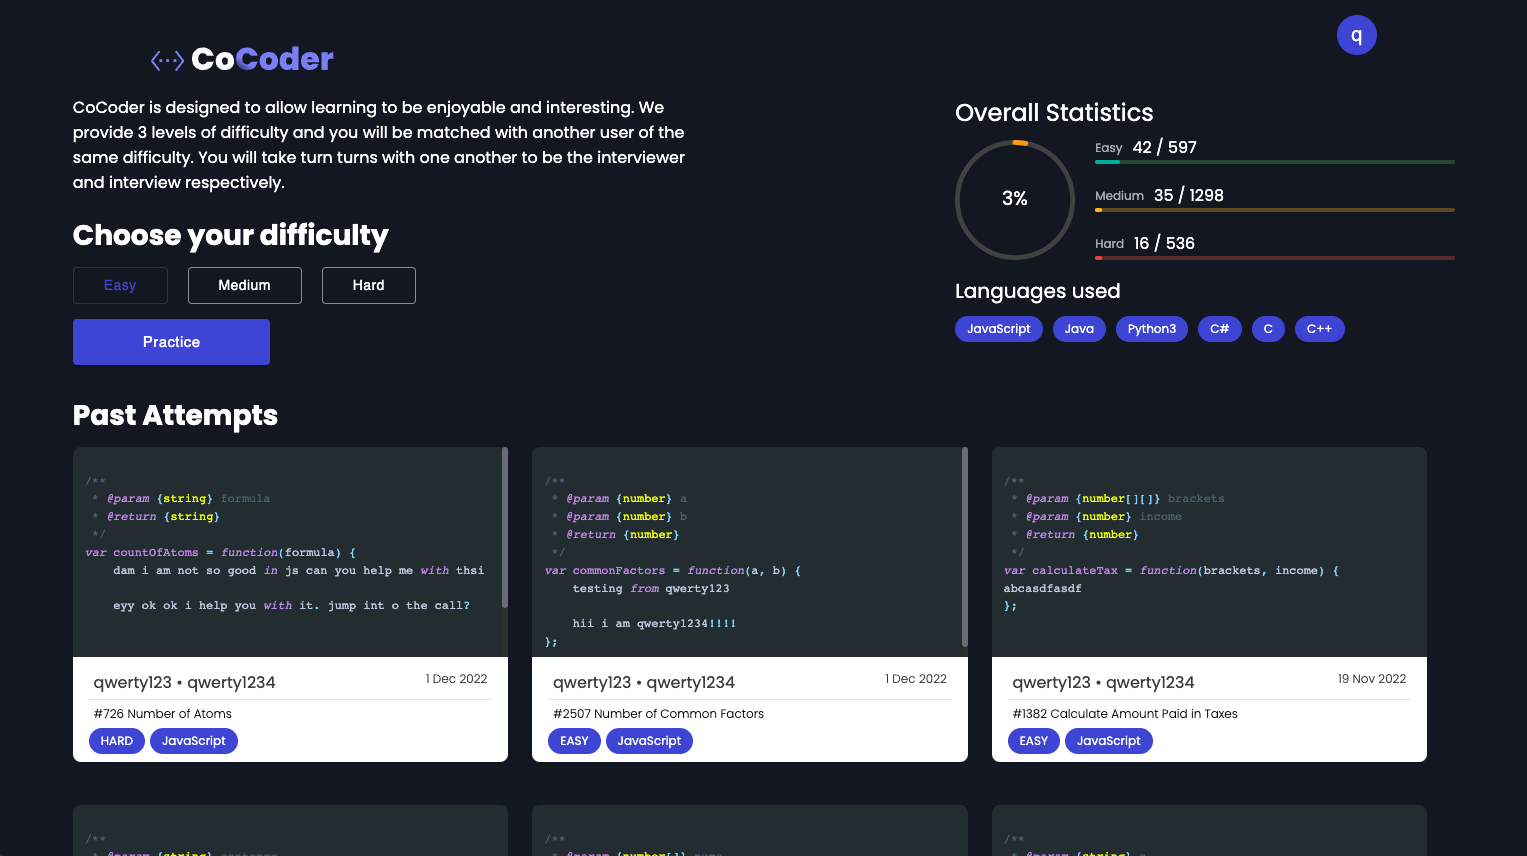 CoCoder
q
CoCoder is designed to allow learning to be enjoyable and interesting. We
provide 3 levels of difficulty and you will be matched with another user of the
same difficulty. You will take turn turns with one another to be the interviewer
and interview respectively.
Choose your difficulty
Easy Medium Hard
Practice
Overall Statistics
3%
Easy 42 / 597
Medium 35 / 1298
Hard 16 / 536
Languages used
JavaScript Java Python3 C# C C++
Past Attempts
/**
* @param {string} formula
* @return {string}
*/
var countOfAtoms = function(formula) {
dam i am not so good in js can you help me with thsi
eyy ok ok i help you with it. jump int o the call?
qwerty123 • qwerty1234 1 Dec 2022
#726 Number of Atoms
HARD JavaScript
/**
* @param {number} a
* @param {number} b
* @return {number}
*/
var commonFactors = function(a, b) {
testing from qwerty123
hii i am qwerty1234!!!!
};
qwerty123 • qwerty1234 1 Dec 2022
#2507 Number of Common Factors
EASY JavaScript
/**
* @param {number[][]} brackets
* @param {number} income
* @return {number}
*/
var calculateTax = function(brackets, income) {
abcasdfasdf
};
qwerty123 • qwerty1234 19 Nov 2022
#1382 Calculate Amount Paid in Taxes
EASY JavaScript
/**
* @param {string} sentence
/**
* @param {number[]} nums
/**
* @param {string} s